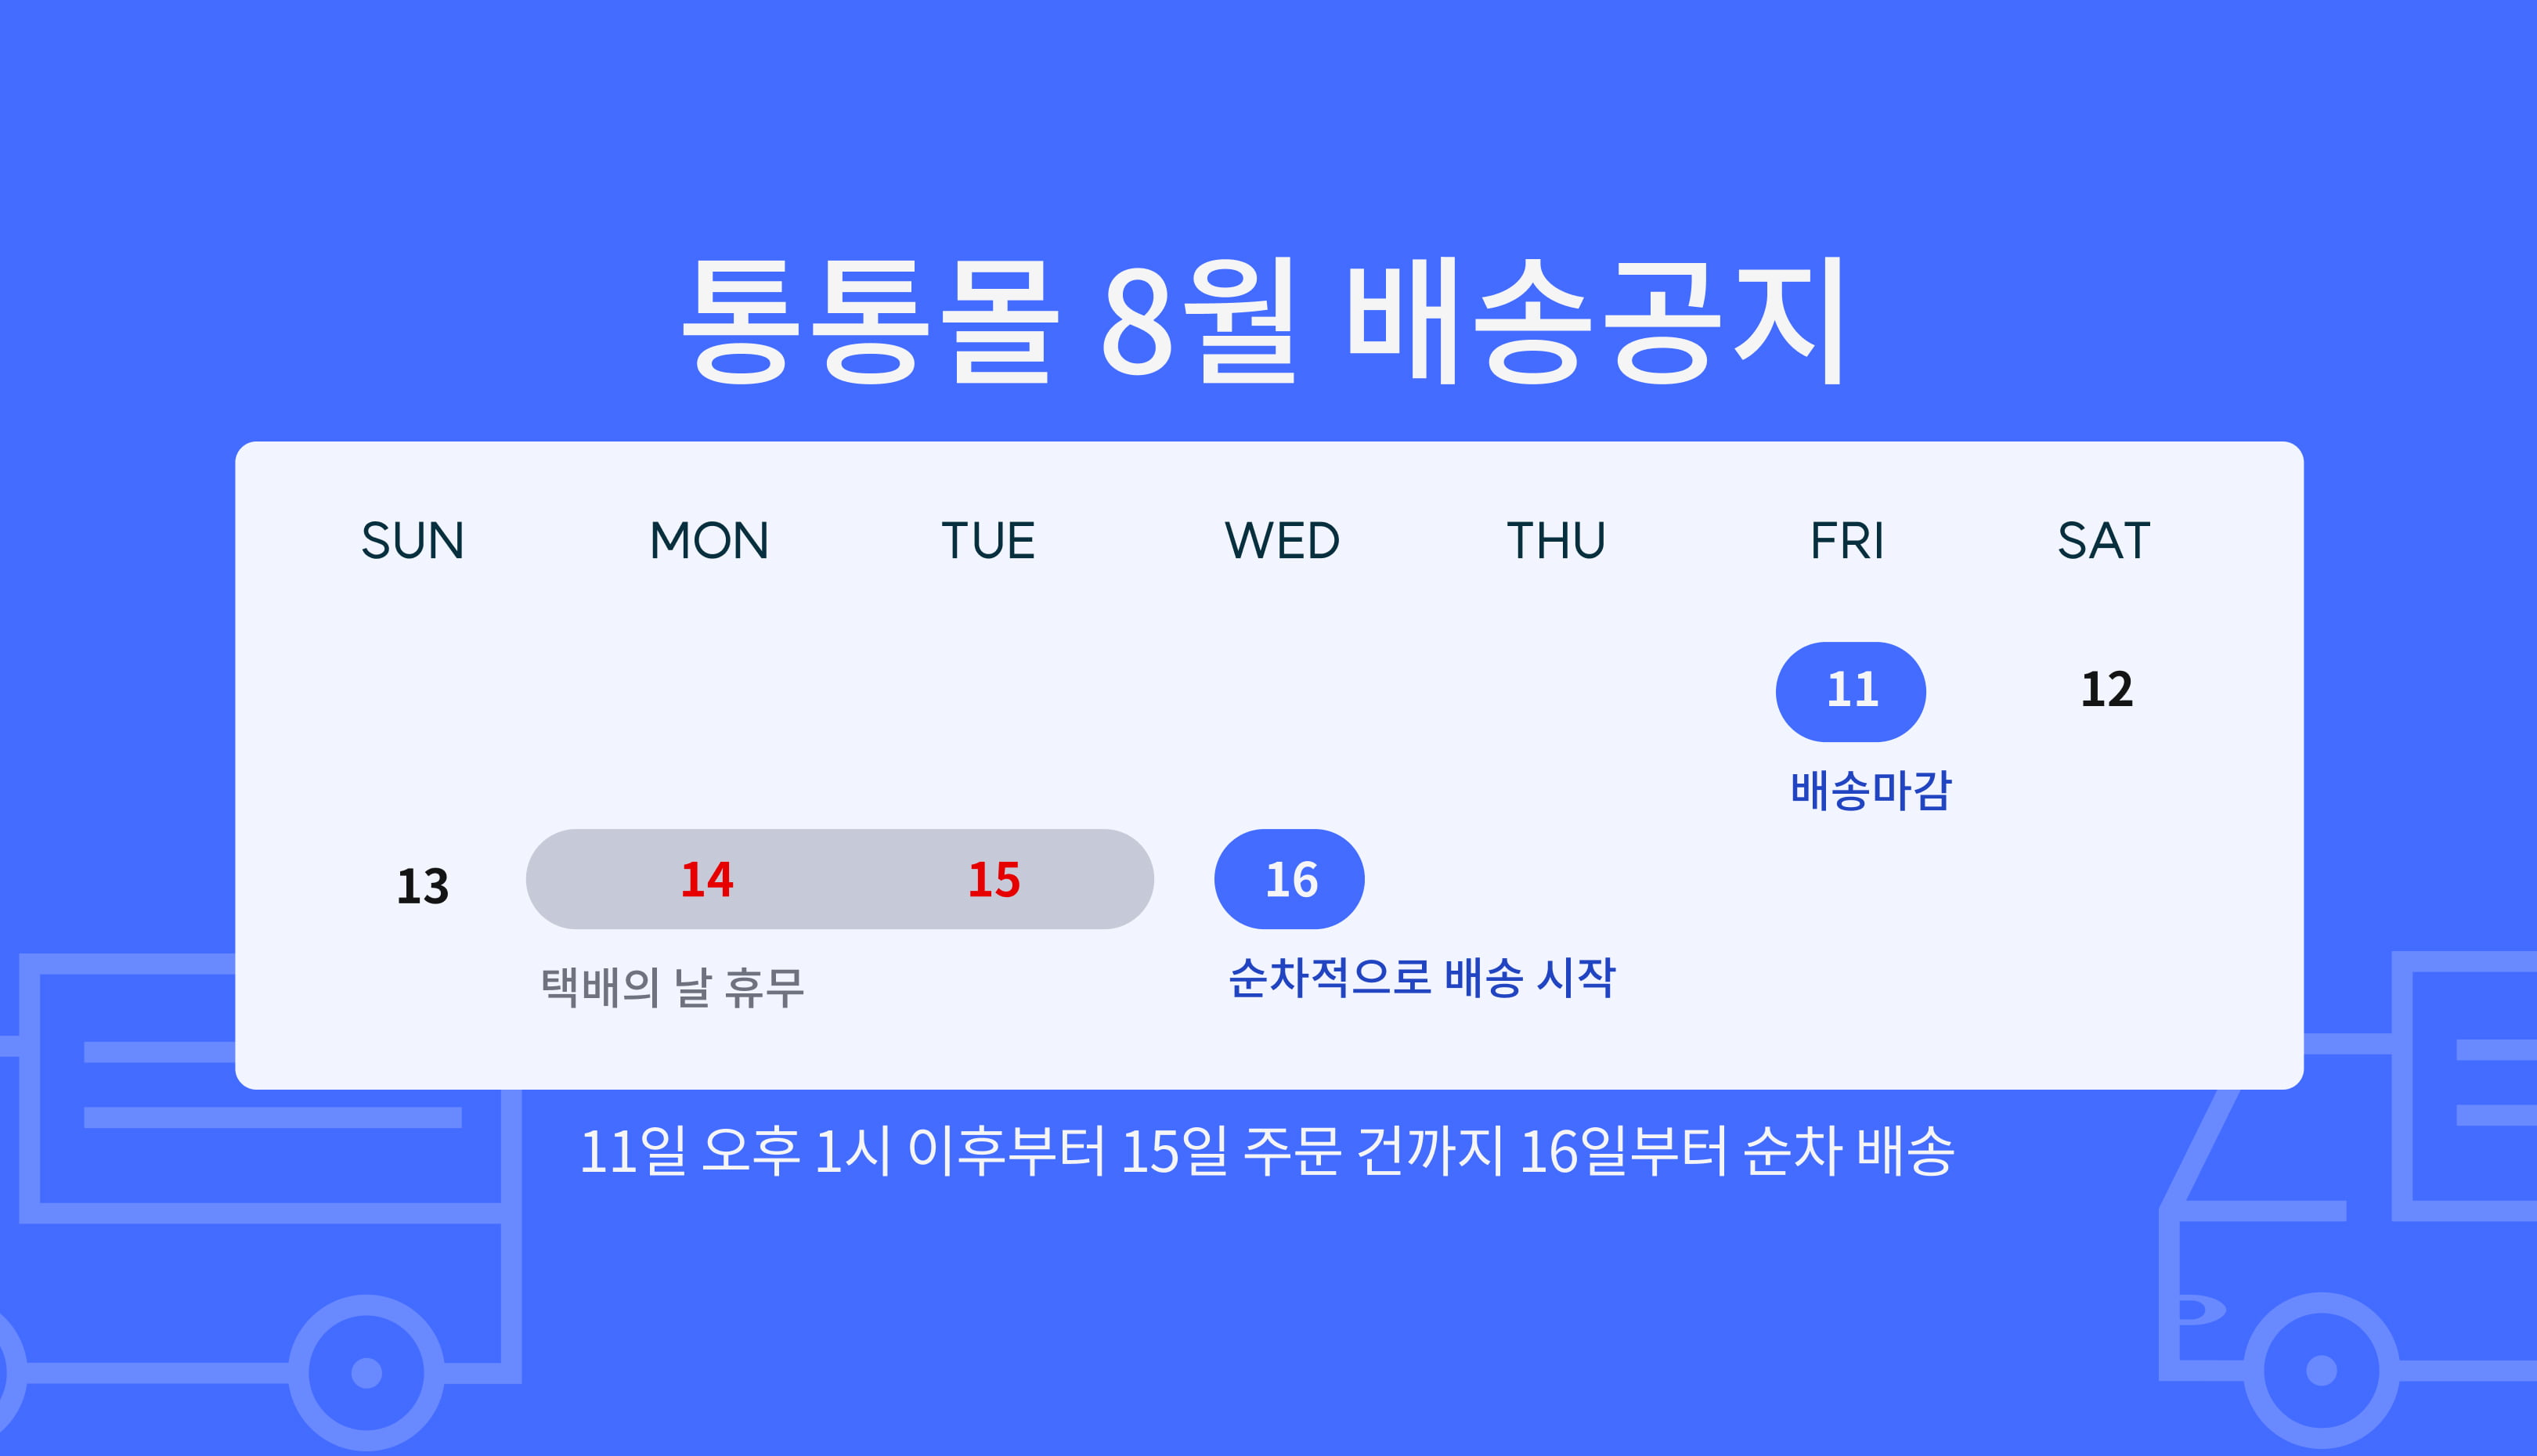 통통몰 8월 배송공지
SUN MON TUE WED THU FRI SAT
11 12
배송마감
13 14 15 16
택배의 날 휴무 순차적으로 배송 시작
11일 오후 1시 이후부터 15일 주문 건까지 16일부터 순차 배송